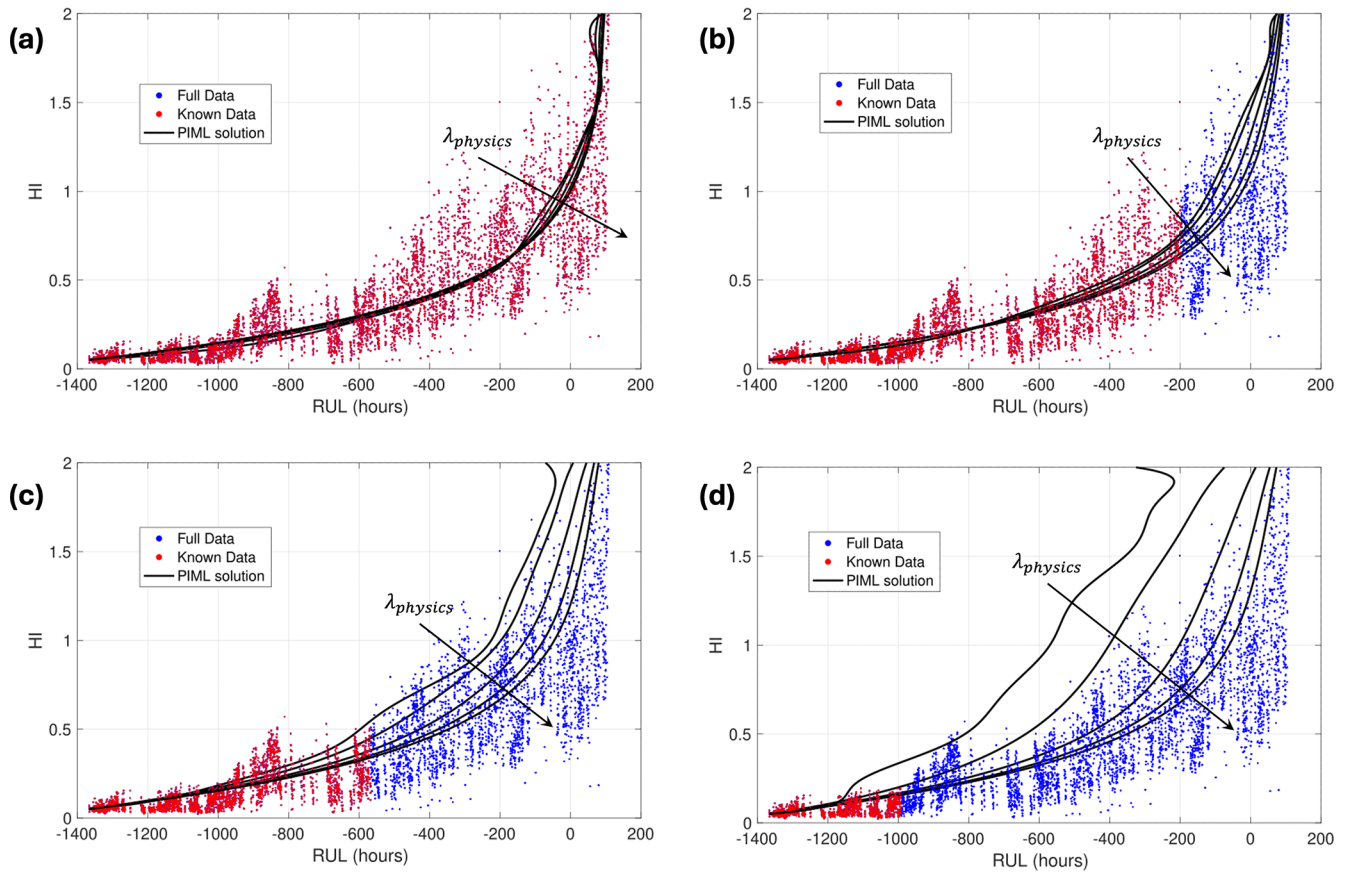 (a)
2
1.5
1
0.5
0
HI
Full Data
Known Data
PIML solution
λphysics
-1400 -1200 -1000 -800 -600 -400 -200 0 200
RUL (hours)
(b)
2
1.5
1
0.5
0
HI
Full Data
Known Data
PIML solution
λphysics
-1400 -1200 -1000 -800 -600 -400 -200 0 200
RUL (hours)
(c)
2
1.5
1
0.5
0
HI
Full Data
Known Data
PIML solution
λphysics
-1400 -1200 -1000 -800 -600 -400 -200 0 200
RUL (hours)
(d)
2
1.5
1
0.5
0
HI
Full Data
Known Data
PIML solution
λphysics
-1400 -1200 -1000 -800 -600 -400 -200 0 200
RUL (hours)